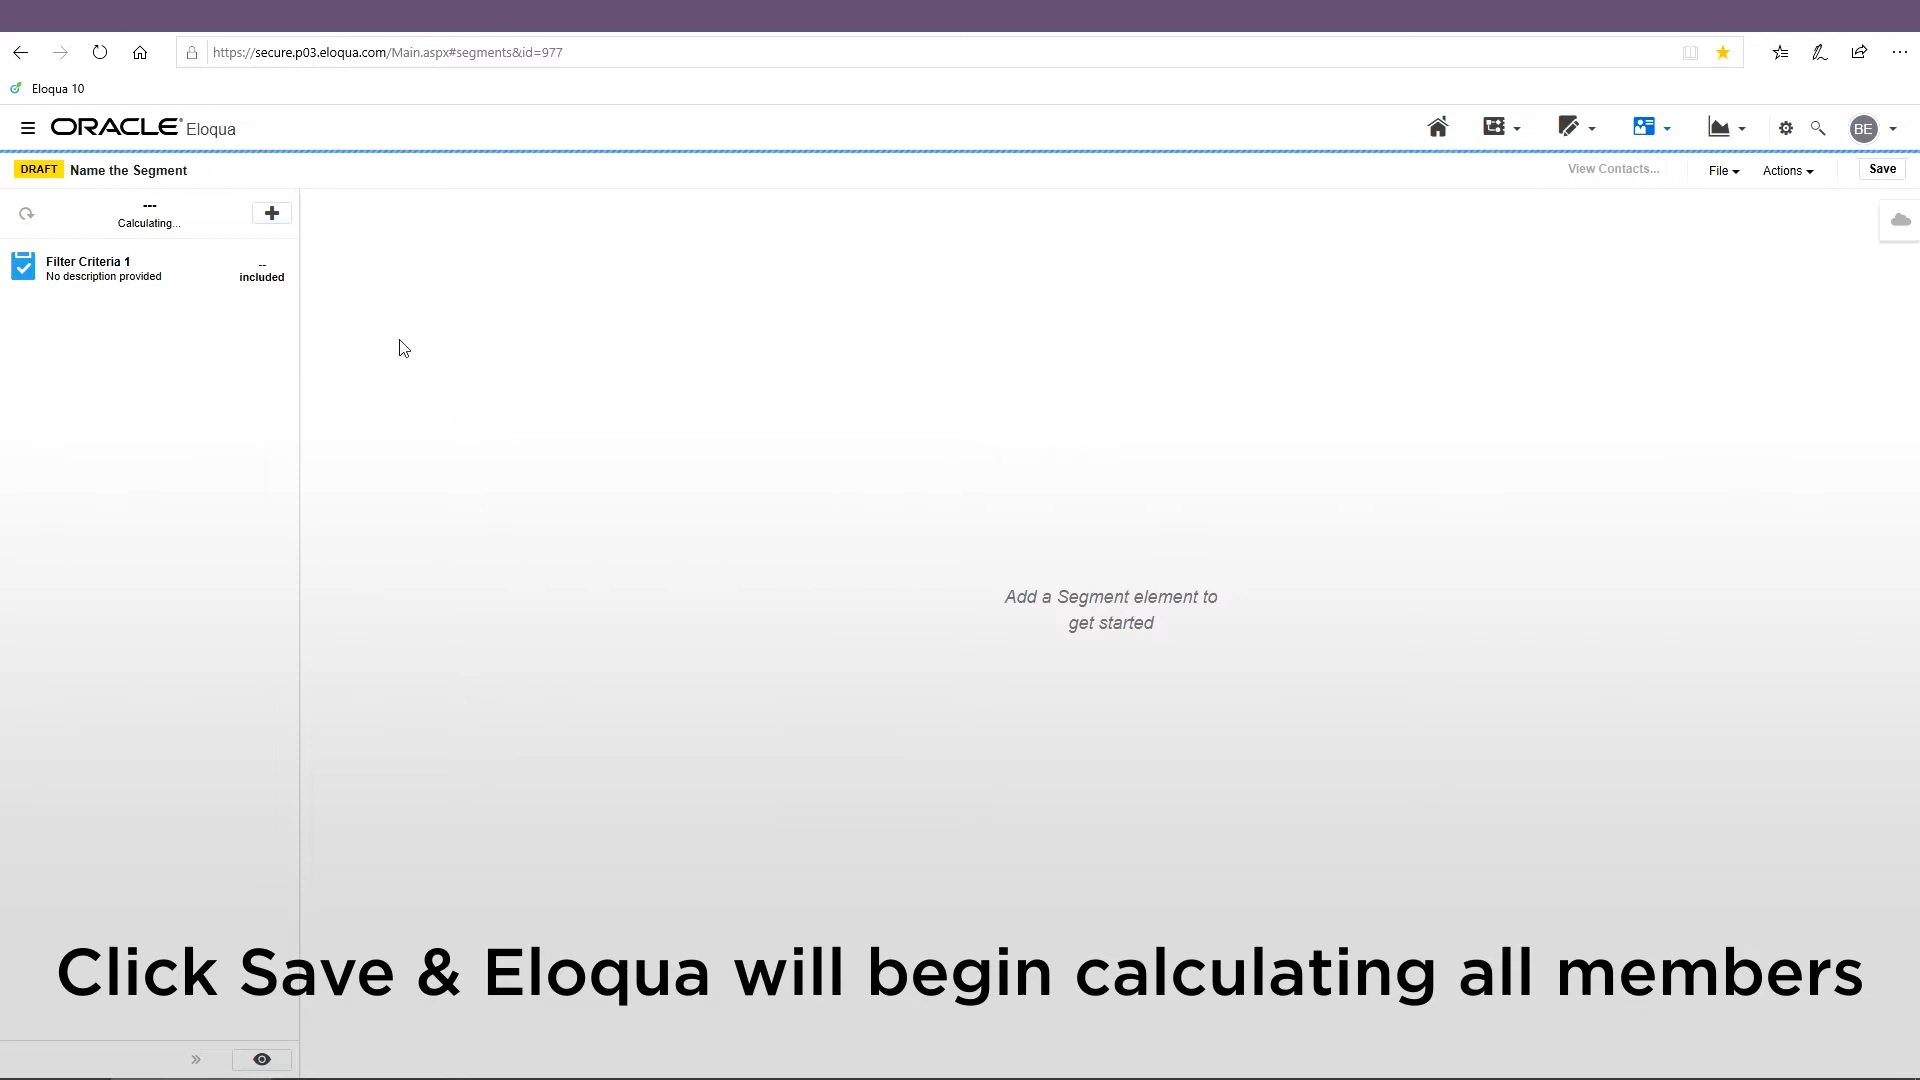 https://secure.p03.eloqua.com/Main.aspx#segments&id=977
Eloqua 10
ORACLE Eloqua
BE
DRAFT Name the Segment
View Contacts...
File
Actions
Save
---
Calculating...
Filter Criteria 1
No description provided
--
included
Add a Segment element to
get started
Click Save & Eloqua will begin calculating all members